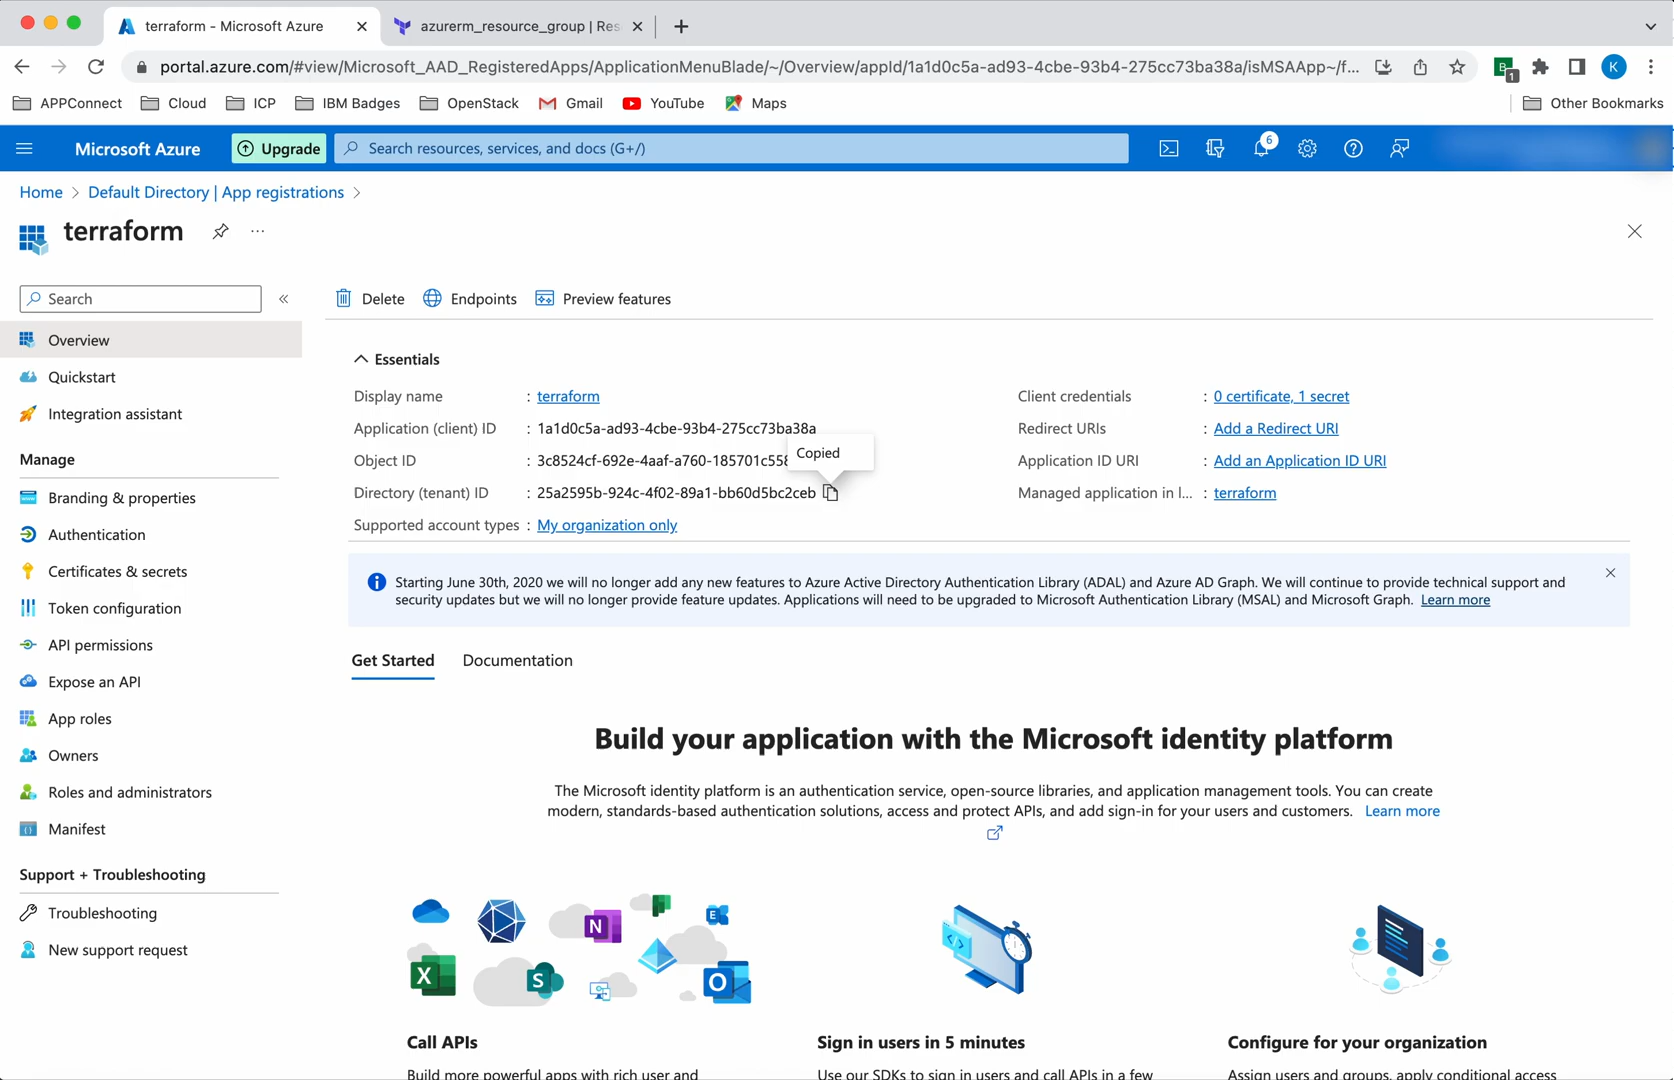 terraform - Microsoft Azure
azurerm_resource_group | Res
portal.azure.com/#view/Microsoft_AAD_RegisteredApps/ApplicationMenuBlade/~/Overview/appId/1a1d0c5a-ad93-4cbe-93b4-275cc73ba38a/isMSAApp~/f...
B 1
K
APPConnect
Cloud
ICP
IBM Badges
OpenStack
Gmail
YouTube
Maps
Other Bookmarks
Microsoft Azure
Upgrade
Search resources, services, and docs (G+/)
6
Home > Default Directory | App registrations >
terraform
...
Search
«
Delete
Endpoints
Preview features
Overview
Quickstart
Integration assistant
Manage
Branding & properties
Authentication
Certificates & secrets
Token configuration
API permissions
Expose an API
App roles
Owners
Roles and administrators
Manifest
Support + Troubleshooting
Troubleshooting
New support request
Essentials
Display name : terraform
Application (client) ID : 1a1d0c5a-ad93-4cbe-93b4-275cc73ba38a
Object ID : 3c8524cf-692e-4aaf-a760-185701c558
Directory (tenant) ID : 25a2595b-924c-4f02-89a1-bb60d5bc2ceb
Supported account types : My organization only
Copied
Client credentials : 0 certificate, 1 secret
Redirect URIs : Add a Redirect URI
Application ID URI : Add an Application ID URI
Managed application in l... : terraform
Starting June 30th, 2020 we will no longer add any new features to Azure Active Directory Authentication Library (ADAL) and Azure AD Graph. We will continue to provide technical support and
security updates but we will no longer provide feature updates. Applications will need to be upgraded to Microsoft Authentication Library (MSAL) and Microsoft Graph. Learn more
Get Started
Documentation
Build your application with the Microsoft identity platform
The Microsoft identity platform is an authentication service, open-source libraries, and application management tools. You can create
modern, standards-based authentication solutions, access and protect APIs, and add sign-in for your users and customers. Learn more
N
E
X
S
O
Call APIs
Build more powerful apps with rich user and
Sign in users in 5 minutes
Use our SDKs to sign in users and call APIs in a few
Configure for your organization
Assign users and groups, apply conditional access